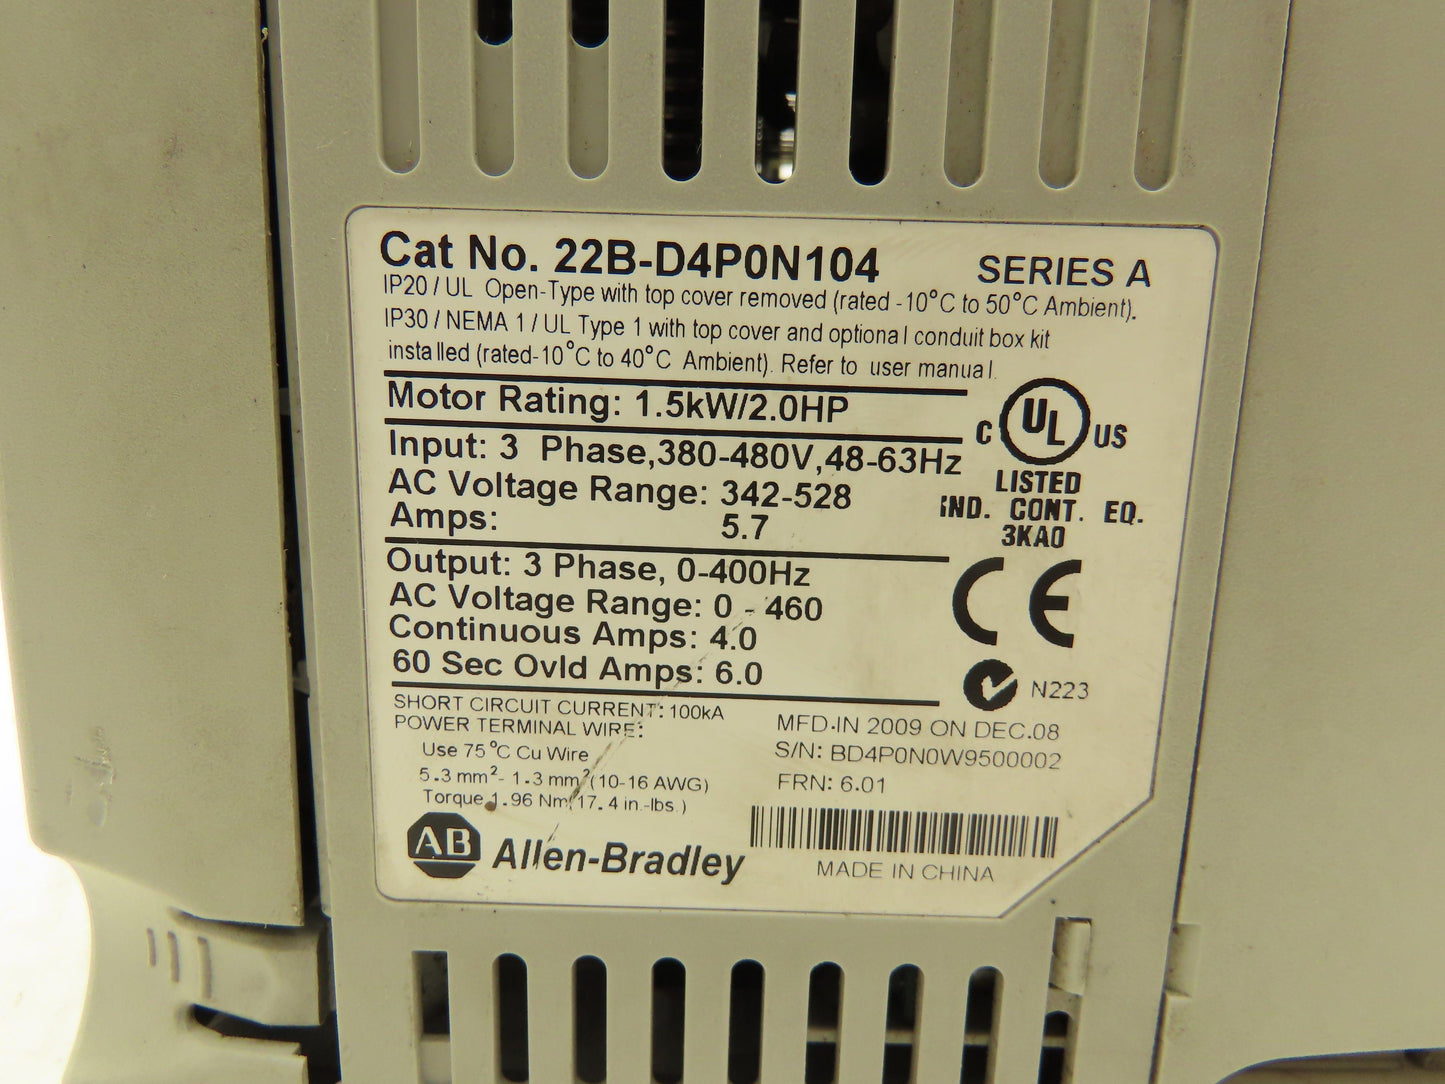 Cat No. 22B-D4P0N104 SERIES A
IP20 / UL Open-Type with top cover removed (rated -10°C to 50°C Ambient).
IP30 / NEMA 1 / UL Type 1 with top cover and optional conduit box kit
installed (rated-10°C to 40°C Ambient). Refer to user manual.
Motor Rating: 1.5kW/2.0HP
Input: 3 Phase,380-480V,48-63Hz
AC Voltage Range: 342-528
Amps: 5.7
C UL US
LISTED
IND. CONT. EQ.
3KA0
Output: 3 Phase, 0-400Hz
AC Voltage Range: 0 - 460
Continuous Amps: 4.0
60 Sec Ovld Amps: 6.0
CE
N223
SHORT CIRCUIT CURRENT: 100kA
POWER TERMINAL WIRE:
Use 75°C Cu Wire
5.3 mm²- 1.3 mm²(10-16 AWG)
Torque 1.96 Nm(17.4 in.-lbs.)
MFD.IN 2009 ON DEC.08
S/N: BD4P0N0W9500002
FRN: 6.01
AB Allen-Bradley
MADE IN CHINA